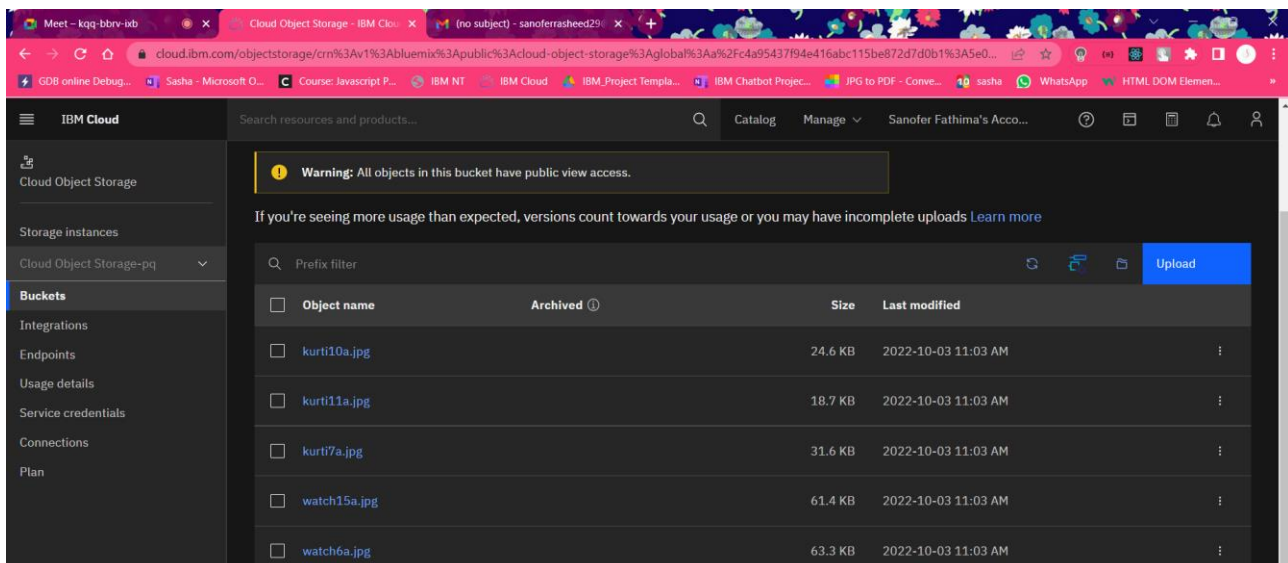 Meet – kqq-bbrv-ixb
Cloud Object Storage - IBM Clou
(no subject) - sanoferrasheed29
cloud.ibm.com/objectstorage/crn%3Av1%3Abluemix%3Apublic%3Acloud-object-storage%3Aglobal%3Aa%2Fc4a95437f94e416abc115be872d7d0b1%3A5e0...
GDB online Debug... Sasha - Microsoft O... Course: Javascript P... IBM NT IBM Cloud IBM_Project Templa... IBM Chatbot Projec... JPG to PDF - Conve... sasha WhatsApp HTML DOM Elemen... »
IBM Cloud Search resources and products... Catalog Manage Sanofer Fathima's Acco...
Cloud Object Storage
Storage instances
Cloud Object Storage-pq
Buckets
Integrations
Endpoints
Usage details
Service credentials
Connections
Plan
Warning: All objects in this bucket have public view access.
If you're seeing more usage than expected, versions count towards your usage or you may have incomplete uploads Learn more
Prefix filter Upload
Object name Archived Size Last modified
kurti10a.jpg 24.6 KB 2022-10-03 11:03 AM
kurti11a.jpg 18.7 KB 2022-10-03 11:03 AM
kurti7a.jpg 31.6 KB 2022-10-03 11:03 AM
watch15a.jpg 61.4 KB 2022-10-03 11:03 AM
watch6a.jpg 63.3 KB 2022-10-03 11:03 AM